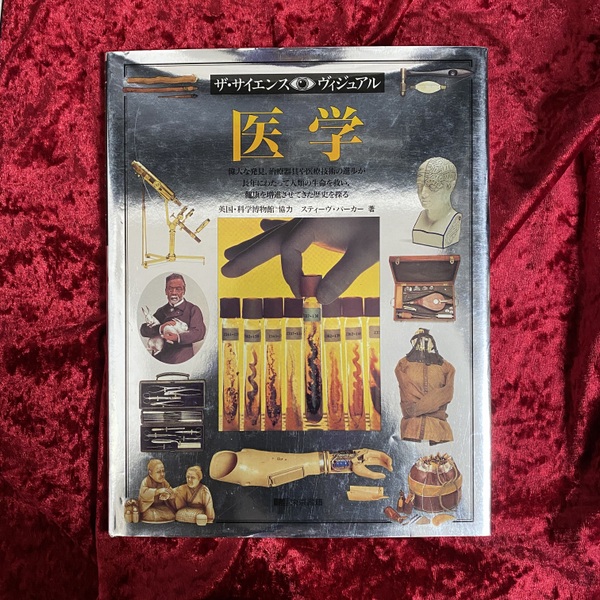 ザ・サイエンス ヴィジュアル
医学
偉大な発見、治療器具や医療技術の進歩が
長年にわたって人類の生命を救い、
健康を増進させてきた歴史を探る
英国・科学博物館 協力 スティーヴ・パーカー 著